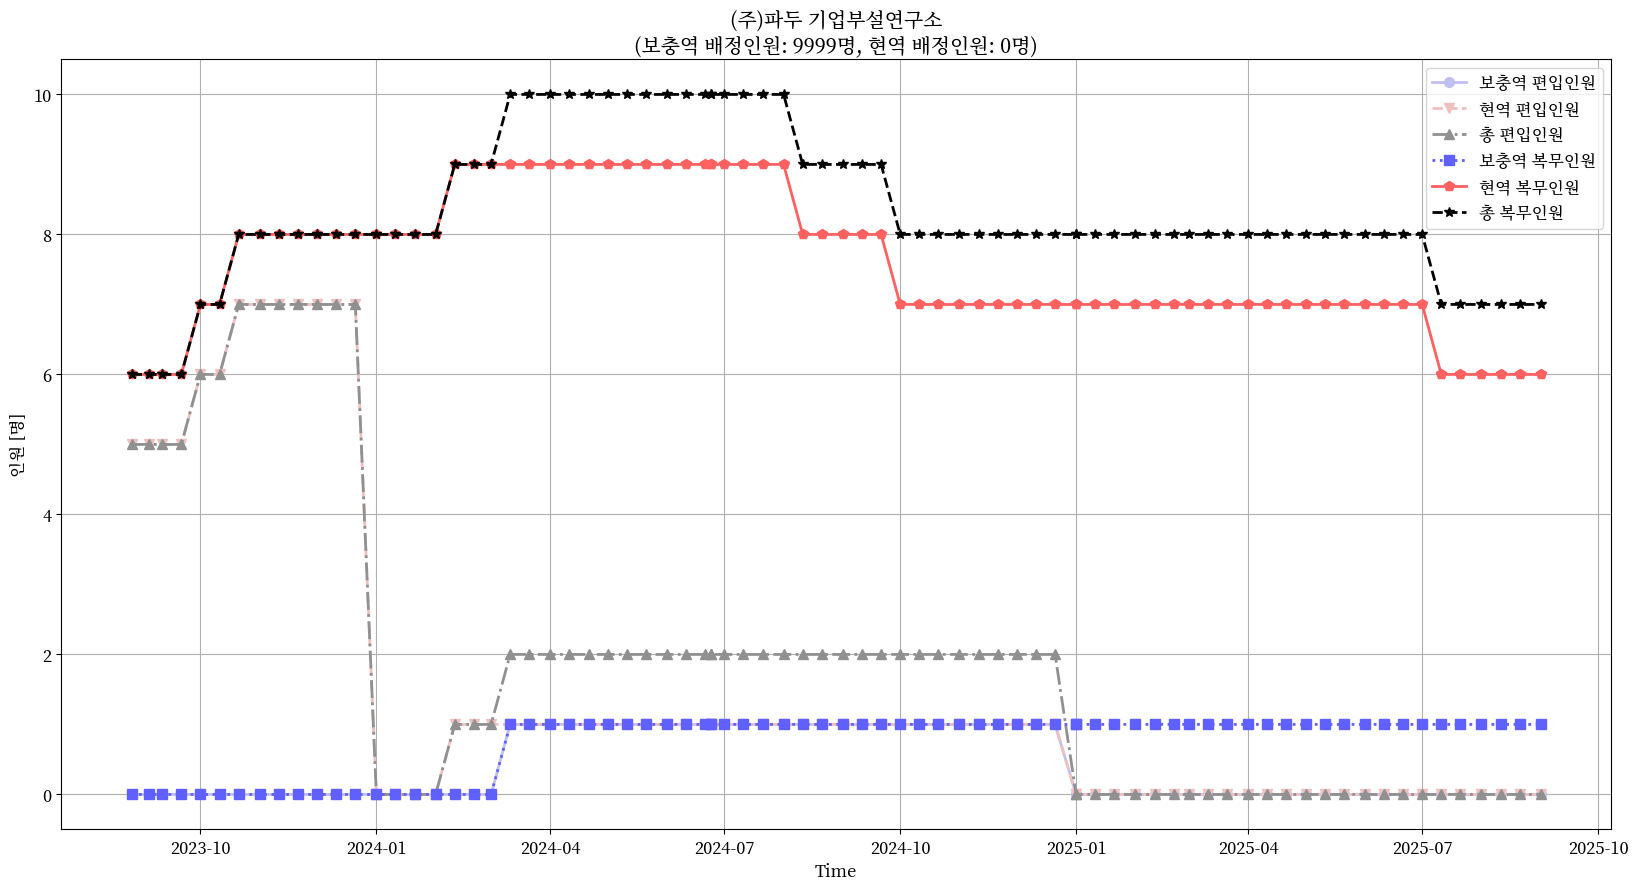 (주)파두 기업부설연구소
(보충역 배정인원: 9999명, 현역 배정인원: 0명)
보충역 편입인원
현역 편입인원
총 편입인원
보충역 복무인원
현역 복무인원
총 복무인원
인원 [명]
10
8
6
4
2
0
2023-10
2024-01
2024-04
2024-07
2024-10
2025-01
2025-04
2025-07
2025-10
Time